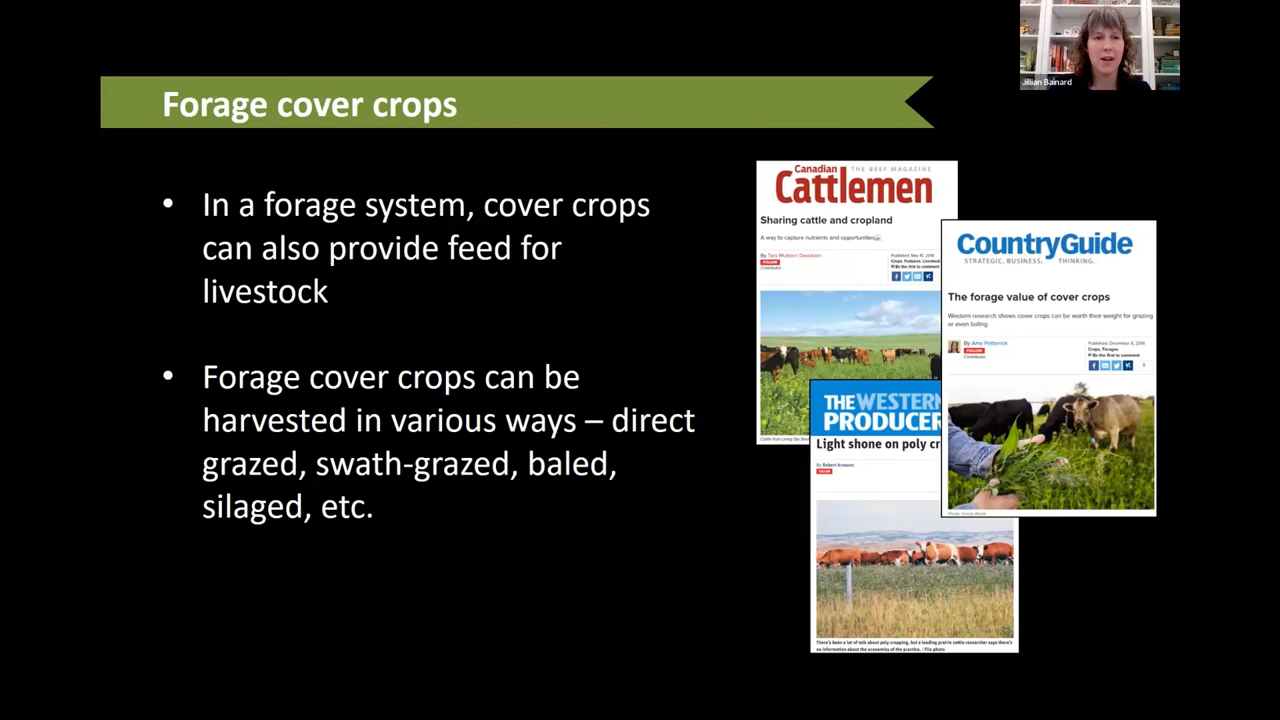 Jillian Bainard
Forage cover crops
• In a forage system, cover crops
can also provide feed for
livestock
• Forage cover crops can be
harvested in various ways – direct
grazed, swath-grazed, baled,
silaged, etc.
Canadian THE BEEF MAGAZINE
Cattlemen
Sharing cattle and cropland
A way to capture nutrients and opportunities
By Tara Mulhern Davidson
FOLLOW
Contributor
Published: May 10, 2018
Crops, Features, Livestock
Be the first to comment
CountryGuide
STRATEGIC. BUSINESS. THINKING.
The forage value of cover crops
Western research shows cover crops can be worth their weight for grazing
or even baling
By Amy Petherick
FOLLOW
Contributor
Crops, Forages
Be the first to comment
0
THE WESTERN
PRODUCER
Light shone on poly cr
By Robert Arnason
FOLLOW
There's been a lot of talk about poly cropping, but a leading prairie cattle researcher says there's
no information about the economics of the practice. | File photo